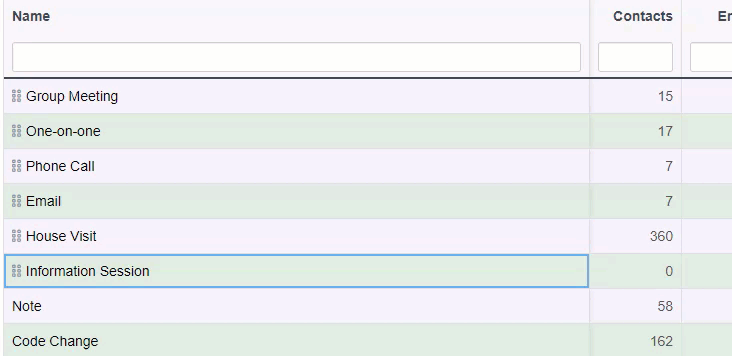 Name Contacts
Group Meeting 15
One-on-one 17
Phone Call 7
Email 7
House Visit 360
Information Session 0
Note 58
Code Change 162